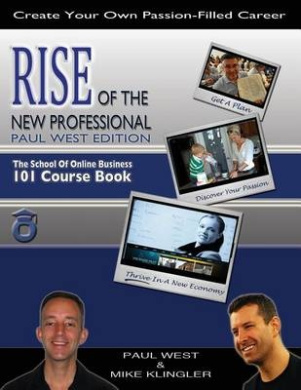 Create Your Own Passion-Filled Career
RISE OF THE
NEW PROFESSIONAL
PAUL WEST EDITION
The School Of Online Business
101 Course Book
Get A Plan
Discover Your Passion
Thrive In A New Economy
PAUL WEST
&
MIKE KLINGLER